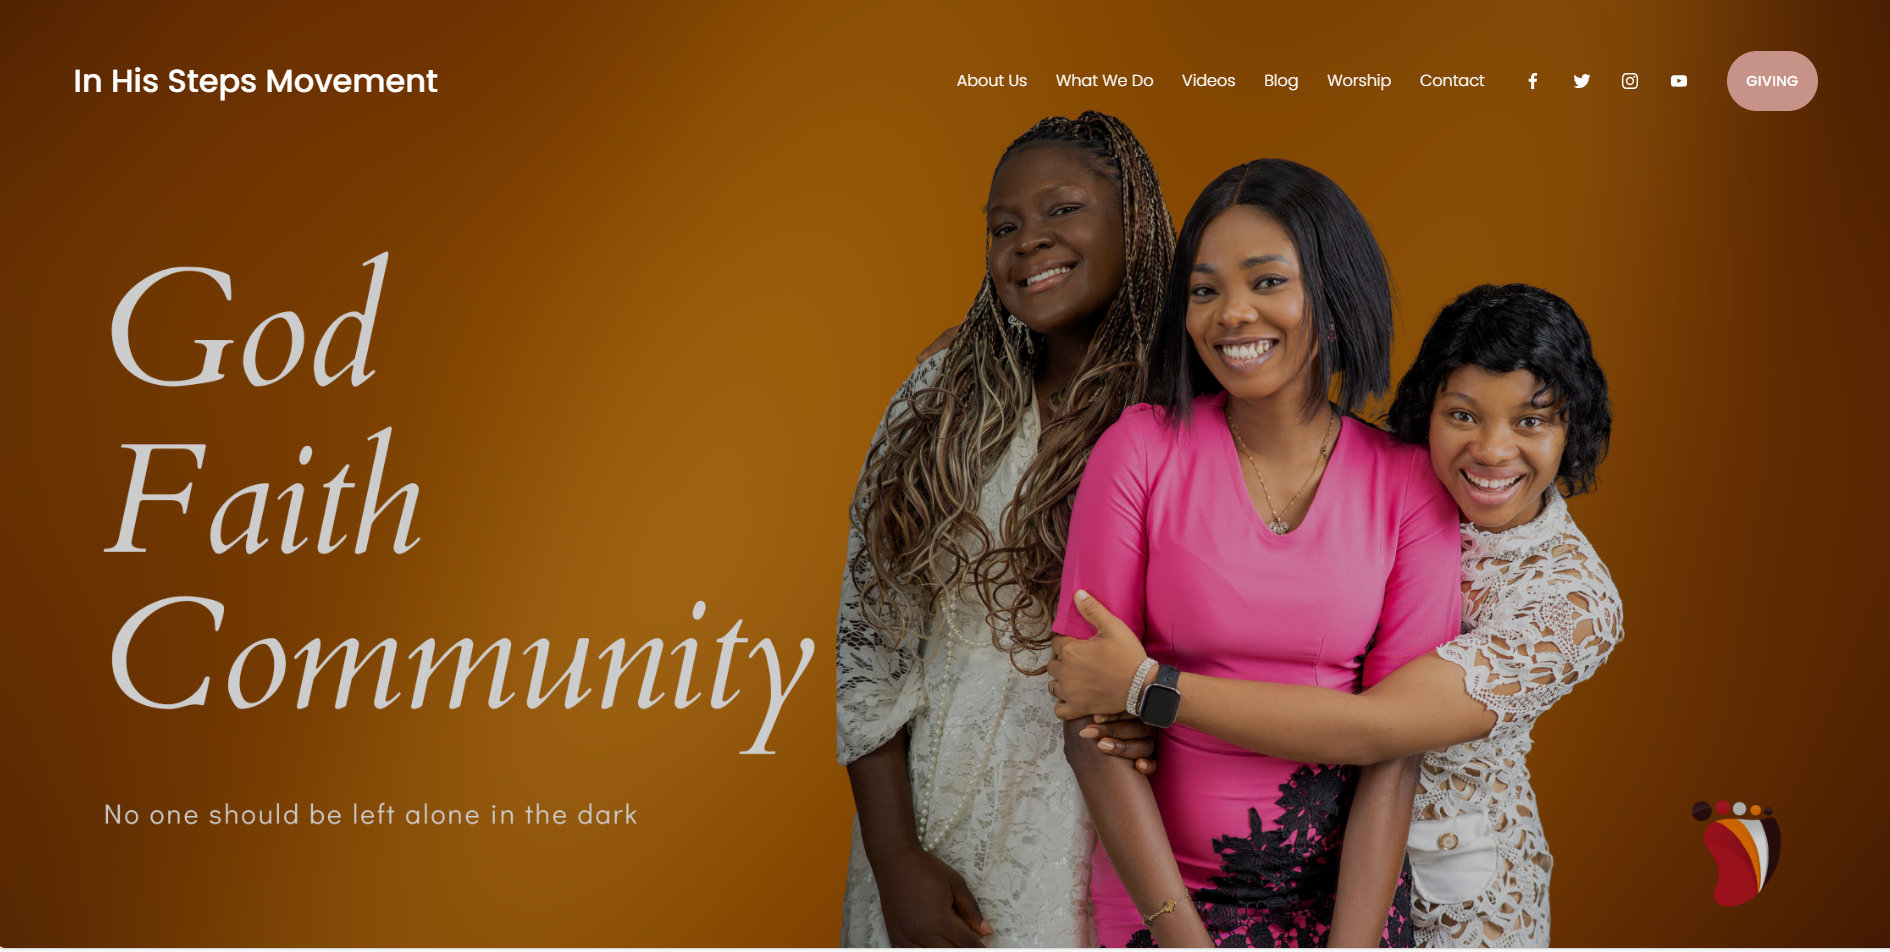 In His Steps Movement
About Us What We Do Videos Blog Worship Contact GIVING
God
Faith
Community
No one should be left alone in the dark